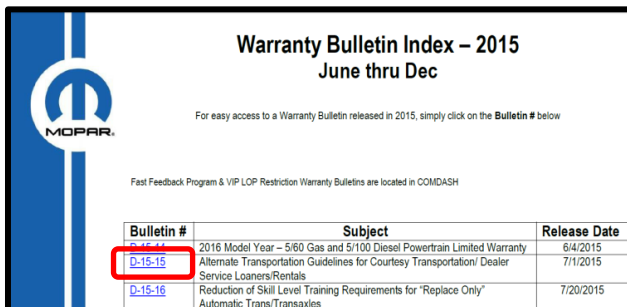 Warranty Bulletin Index – 2015
June thru Dec
MOPAR.
For easy access to a Warranty Bulletin released in 2015, simply click on the Bulletin # below
Fast Feedback Program & VIP LOP Restriction Warranty Bulletins are located in COMDASH
Bulletin # Subject Release Date
D-15-14 2016 Model Year – 5/60 Gas and 5/100 Diesel Powertrain Limited Warranty 6/4/2015
D-15-15 Alternate Transportation Guidelines for Courtesy Transportation/ Dealer 7/1/2015
Service Loaners/Rentals
D-15-16 Reduction of Skill Level Training Requirements for “Replace Only” 7/20/2015
Automatic Trans/Transaxles